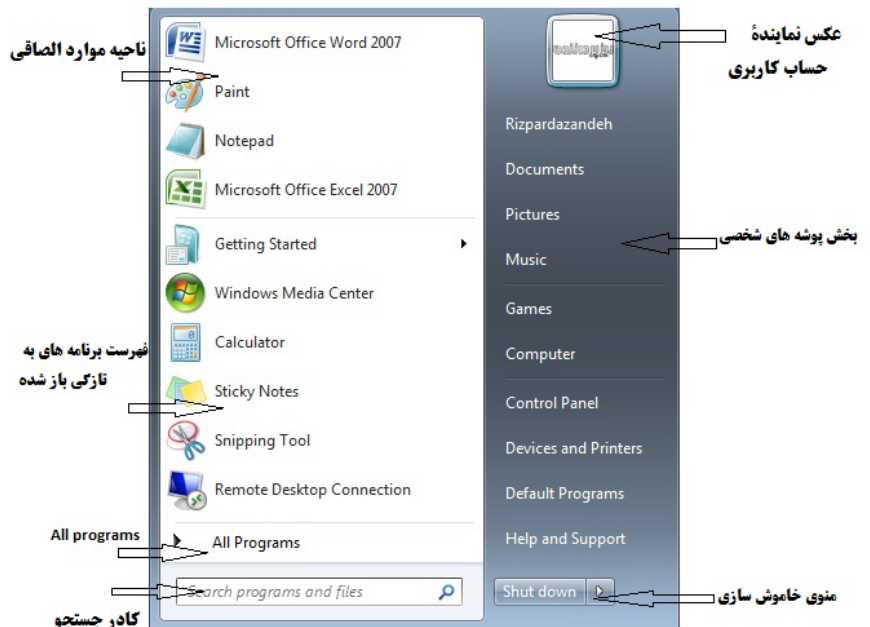 ناحیه موارد الصاقی
Microsoft Office Word 2007
Paint
Notepad
Microsoft Office Excel 2007
Getting Started
Windows Media Center
Calculator
فهرست برنامه های به
تازگی باز شده
Sticky Notes
Snipping Tool
Remote Desktop Connection
All programs
All Programs
Search programs and files
کادر جستجو
عکس نمایندهٔ
حساب کاربری
Rizpardazandeh
Documents
Pictures
بخش پوشه های شخصی
Music
Games
Computer
Control Panel
Devices and Printers
Default Programs
Help and Support
Shut down
منوی خاموش سازی